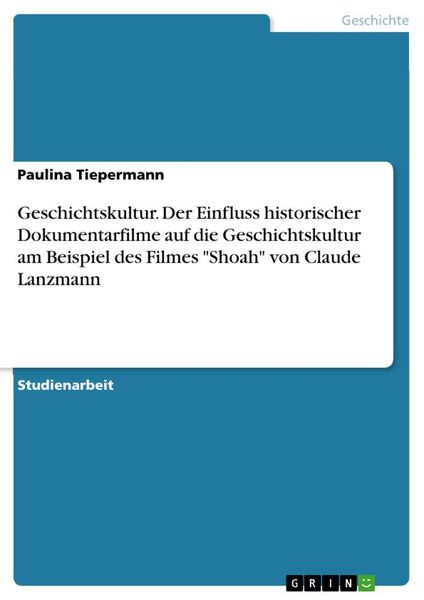 Geschichte
Paulina Tiepermann
Geschichtskultur. Der Einfluss historischer
Dokumentarfilme auf die Geschichtskultur
am Beispiel des Filmes "Shoah" von Claude
Lanzmann
Studienarbeit
GRIN